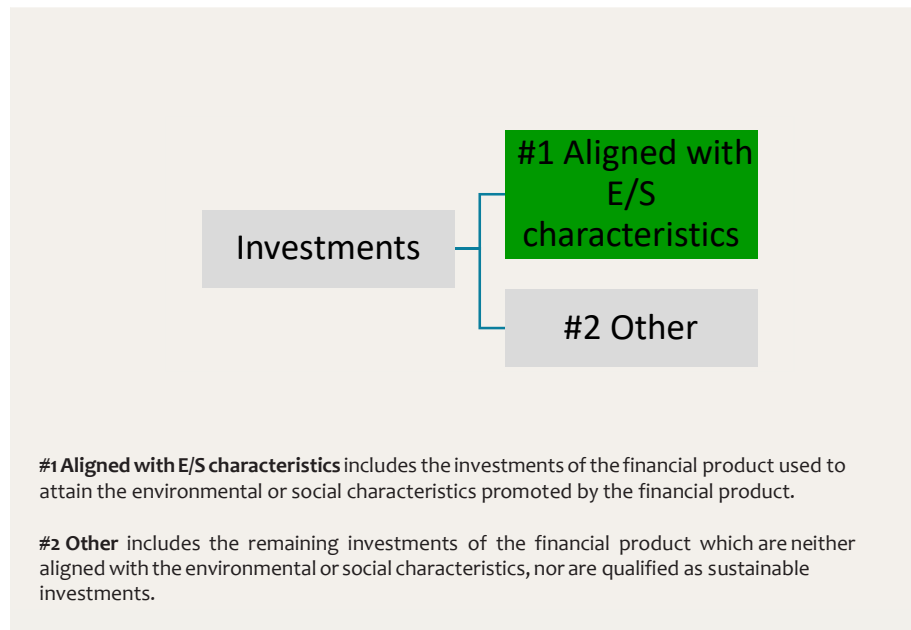 #1 Aligned with
E/S
characteristics
Investments
#2 Other
#1 Aligned with E/S characteristics includes the investments of the financial product used to
attain the environmental or social characteristics promoted by the financial product.
#2 Other includes the remaining investments of the financial product which are neither
aligned with the environmental or social characteristics, nor are qualified as sustainable
investments.